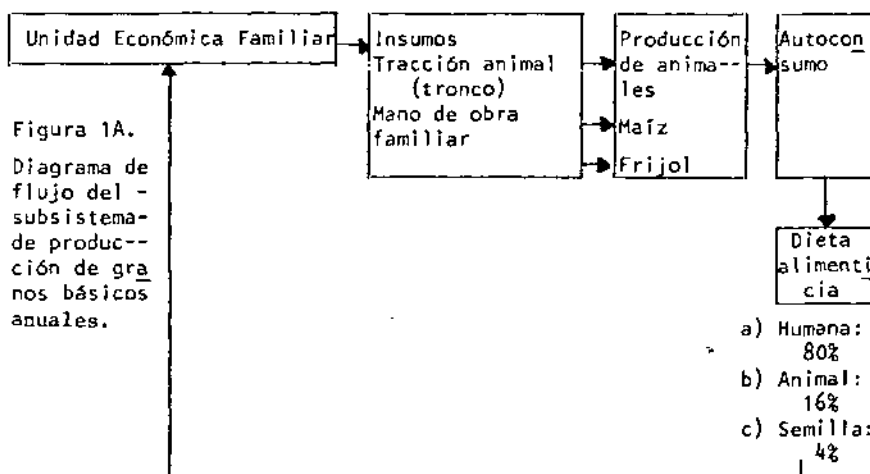 Unidad Económica Familiar
Insumos
Tracción animal
(tronco)
Mano de obra
familiar
Producción
de anima--
les
Maíz
Frijol
Autocon
sumo
Figura 1A.
Diagrama de
flujo del -
subsistema-
de produc--
ción de gra
nos básicos
anuales.
Dieta
alimenti
cia
a) Humana:
80%
b) Animal:
16%
c) Semilla:
4%